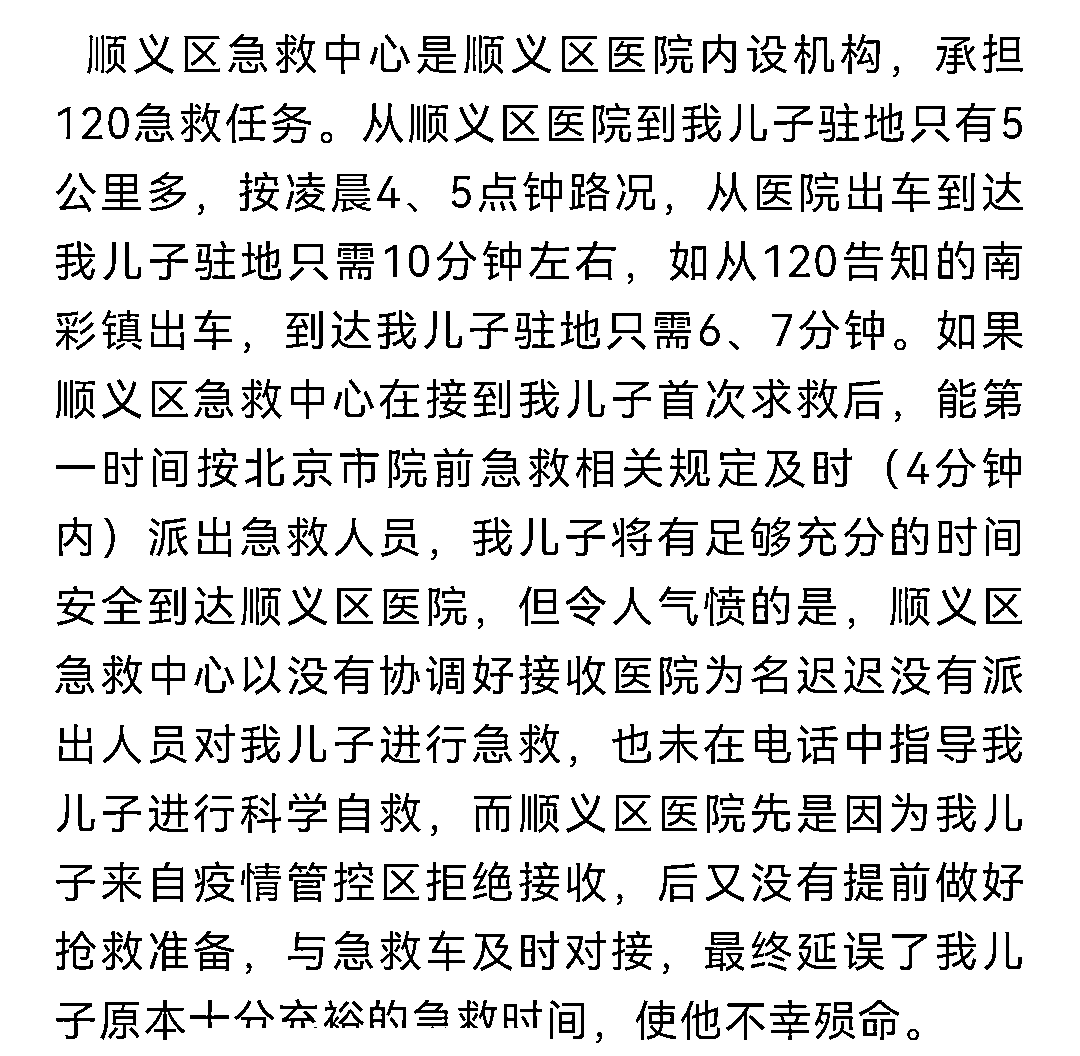 顺义区急救中心是顺义区医院内设机构，承担
120急救任务。从顺义区医院到我儿子驻地只有5
公里多，按凌晨4、5点钟路况，从医院出车到达
我儿子驻地只需10分钟左右，如从120告知的南
彩镇出车，到达我儿子驻地只需6、7分钟。如果
顺义区急救中心在接到我儿子首次求救后，能第
一时间按北京市院前急救相关规定及时（4分钟
内）派出急救人员，我儿子将有足够充分的时间
安全到达顺义区医院，但令人气愤的是，顺义区
急救中心以没有协调好接收医院为名迟迟没有派
出人员对我儿子进行急救，也未在电话中指导我
儿子进行科学自救，而顺义区医院先是因为我儿
子来自疫情管控区拒绝接收，后又没有提前做好
抢救准备，与急救车及时对接，最终延误了我儿
子原本十分充裕的急救时间，使他不幸殒命。